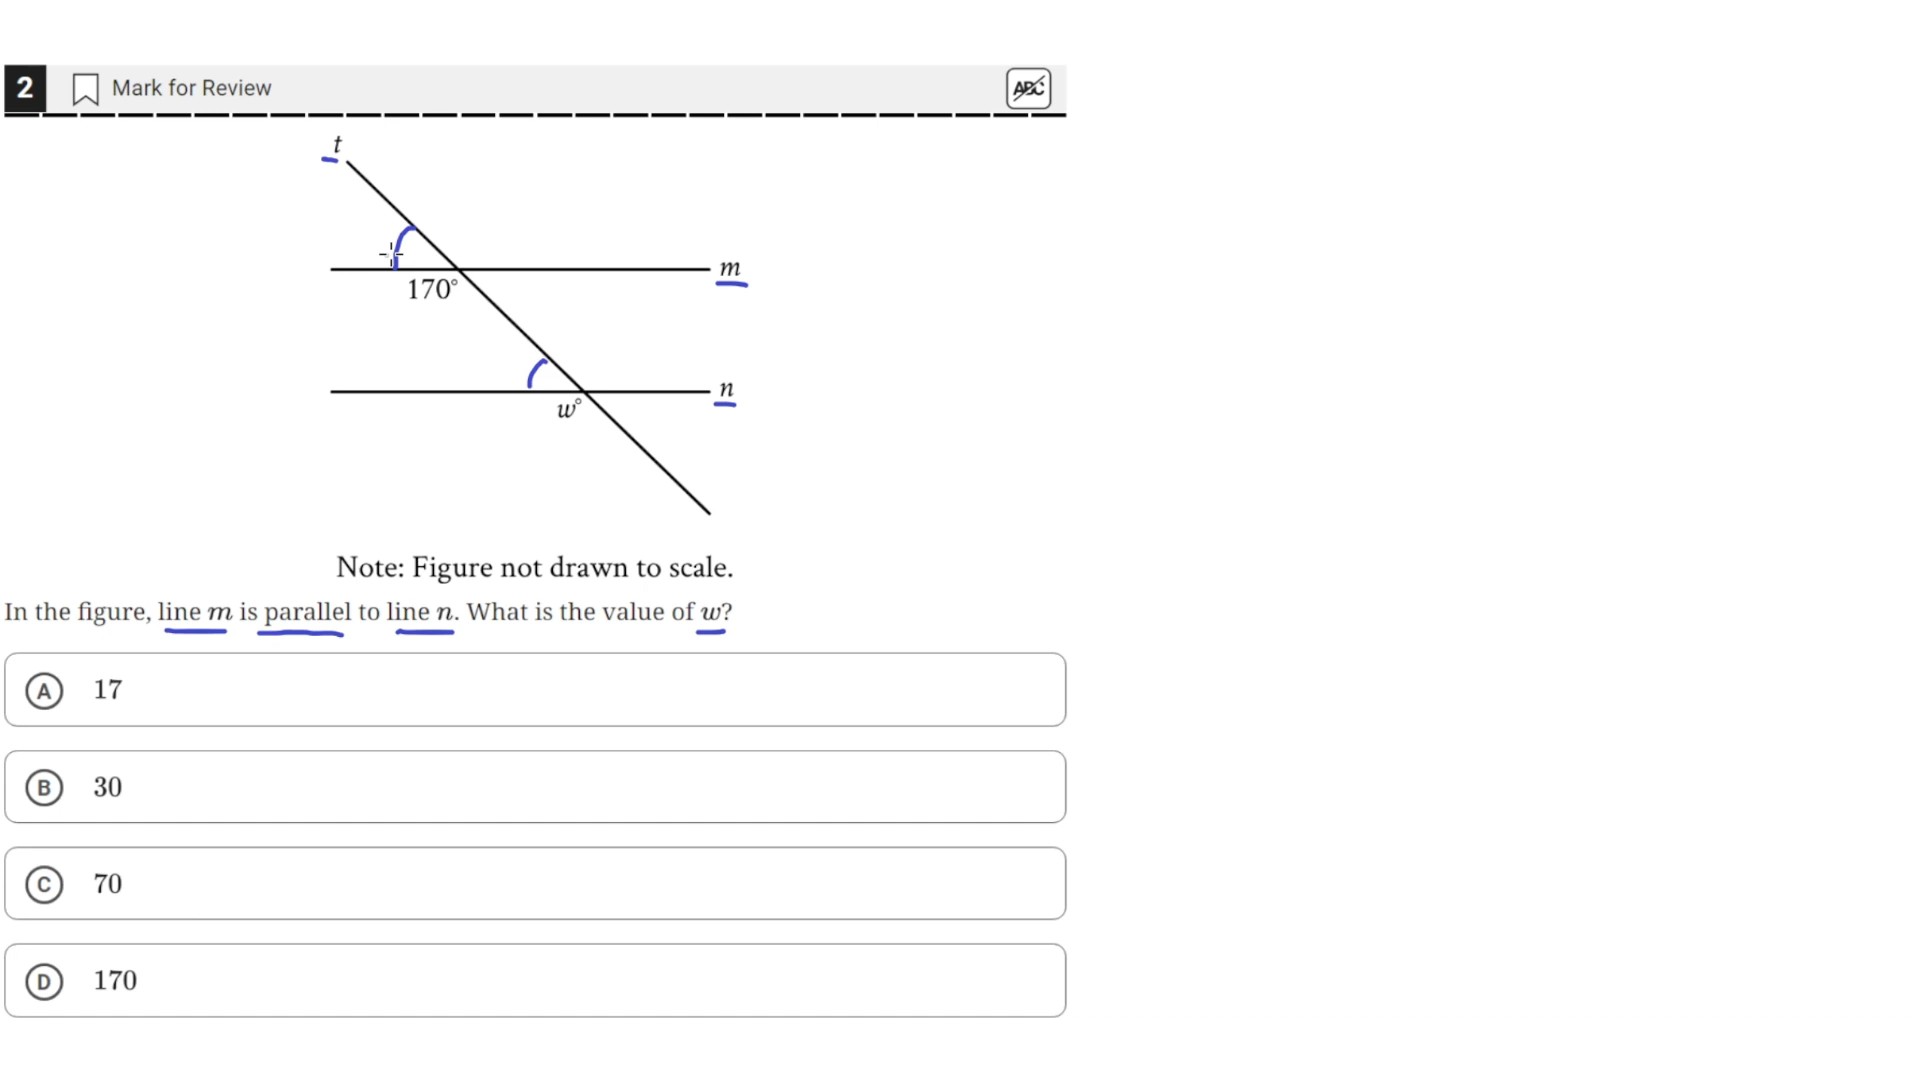 2 Mark for Review ABC
t
m
170°
n
w°
Note: Figure not drawn to scale.
In the figure, line m is parallel to line n. What is the value of w?
A 17
B 30
C 70
D 170